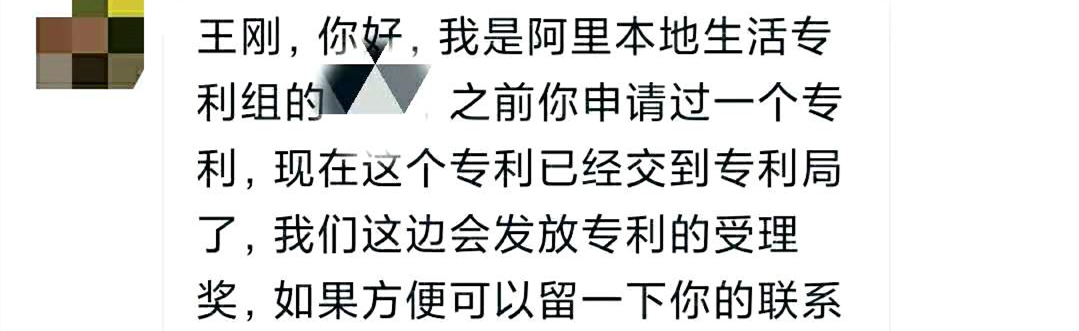 王刚，你好，我是阿里本地生活专
利组的 之前你申请过一个专
利，现在这个专利已经交到专利局
了，我们这边会发放专利的受理
奖，如果方便可以留一下你的联系